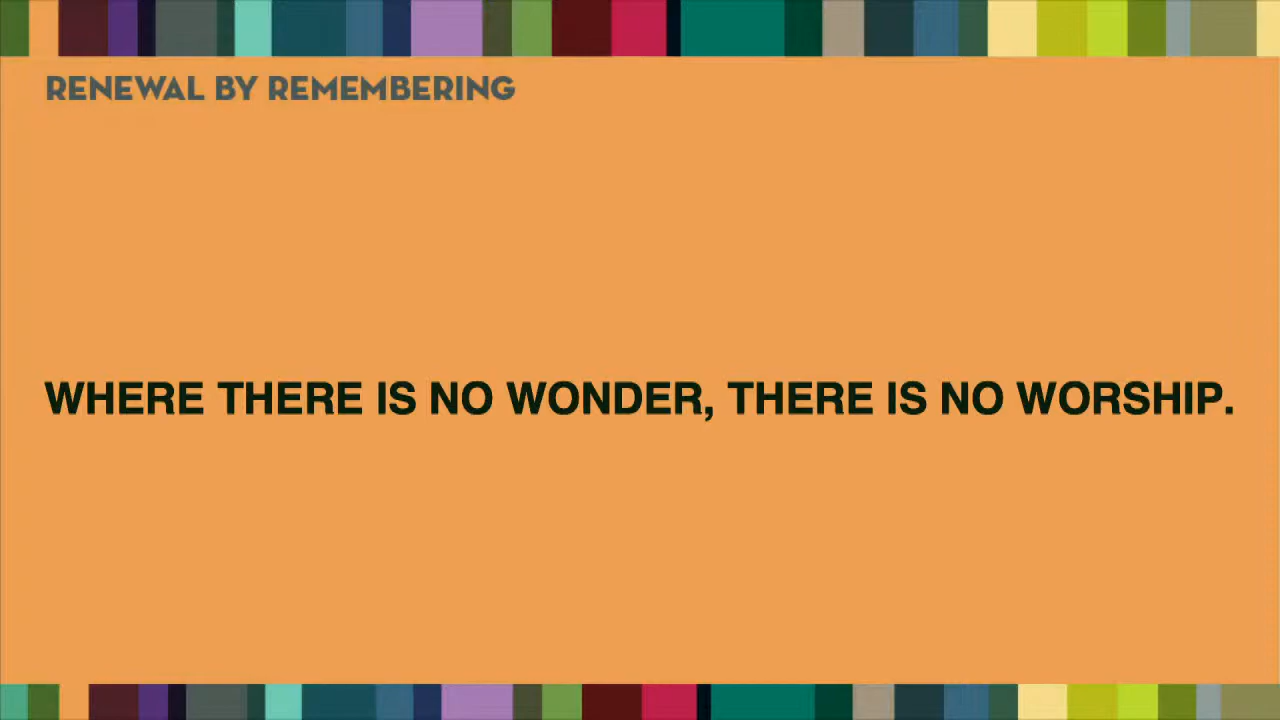 RENEWAL BY REMEMBERING
WHERE THERE IS NO WONDER, THERE IS NO WORSHIP.